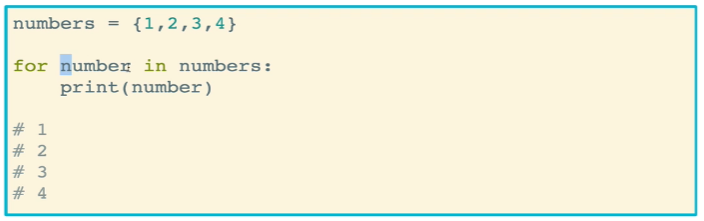 numbers = {1,2,3,4}
for number in numbers:
print(number)
# 1
# 2
# 3
# 4